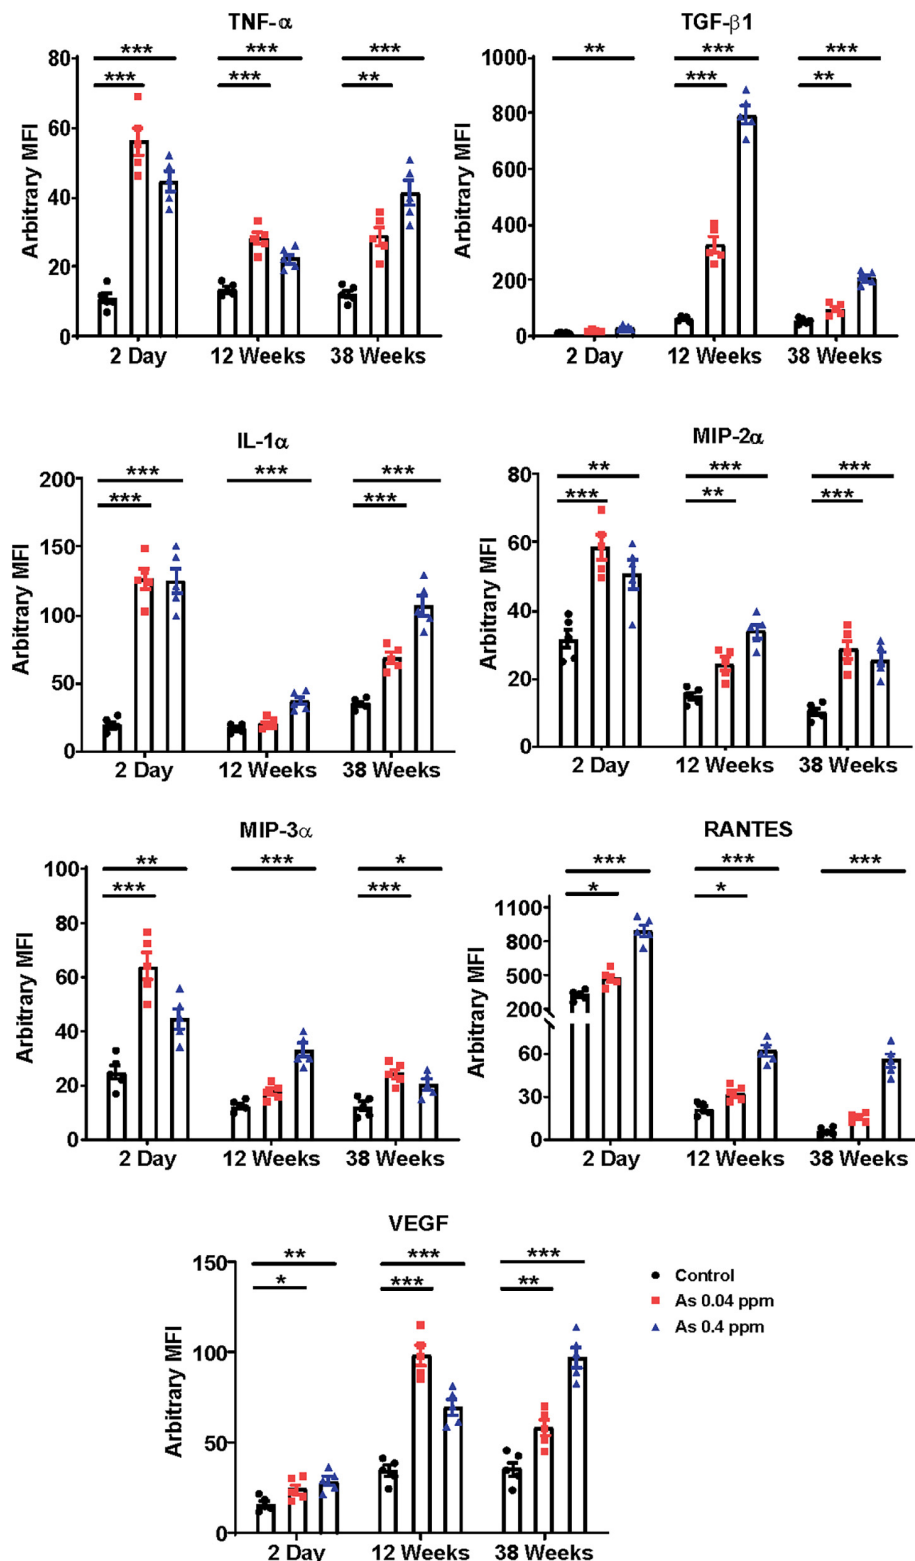 TNF-α
*** *** ***
*** *** **
Arbitrary MFI
80
60
40
20
0
2 Day 12 Weeks 38 Weeks
TGF-β1
** *** ***
*** **
Arbitrary MFI
1000
800
600
400
200
0
2 Day 12 Weeks 38 Weeks
IL-1α
*** *** ***
*** ***
Arbitrary MFI
200
150
100
50
0
2 Day 12 Weeks 38 Weeks
MIP-2α
** *** ***
*** ** ***
Arbitrary MFI
80
60
40
20
0
2 Day 12 Weeks 38 Weeks
MIP-3α
** *** *
*** ***
Arbitrary MFI
100
80
60
40
20
0
2 Day 12 Weeks 38 Weeks
RANTES
*** *** ***
* *
Arbitrary MFI
1100
800
500
200
60
30
0
2 Day 12 Weeks 38 Weeks
VEGF
** *** ***
* *** **
Arbitrary MFI
150
100
50
0
2 Day 12 Weeks 38 Weeks
Control
As 0.04 ppm
As 0.4 ppm